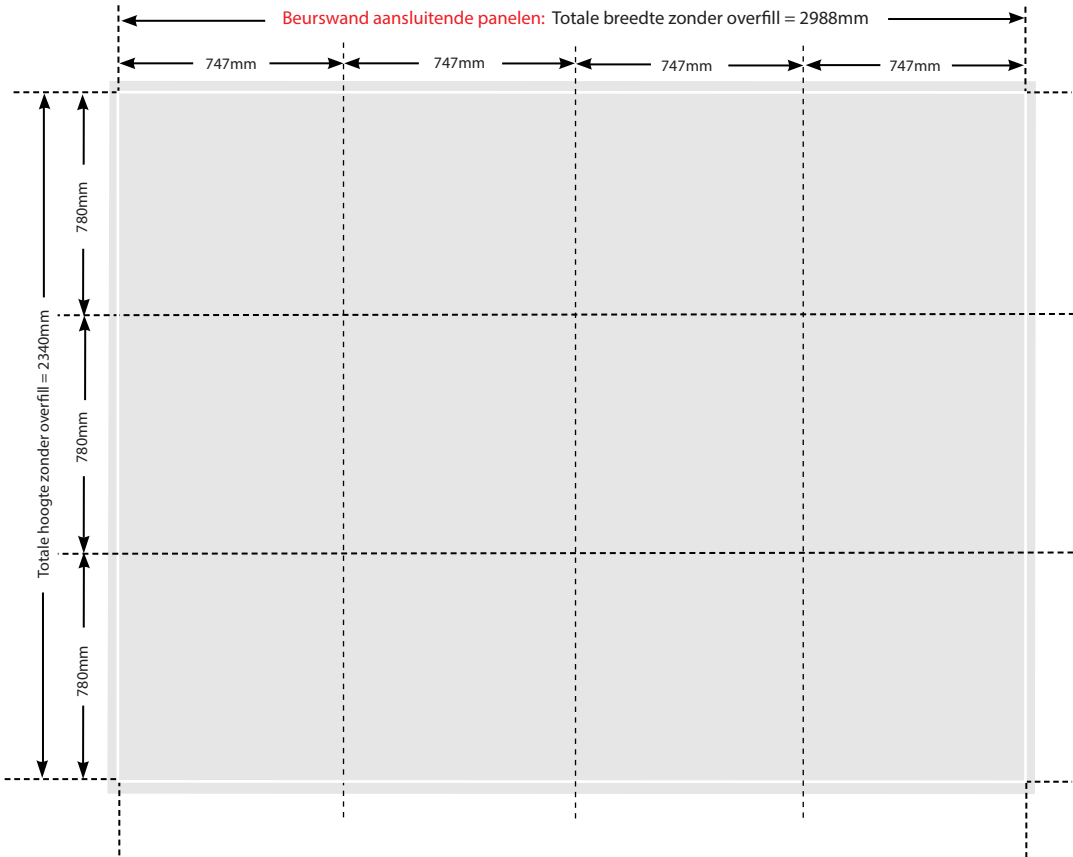 Beurswand aansluitende panelen: Totale breedte zonder overfill = 2988mm
747mm
747mm
747mm
747mm
780mm
780mm
780mm
Totale hoogte zonder overfill = 2340mm